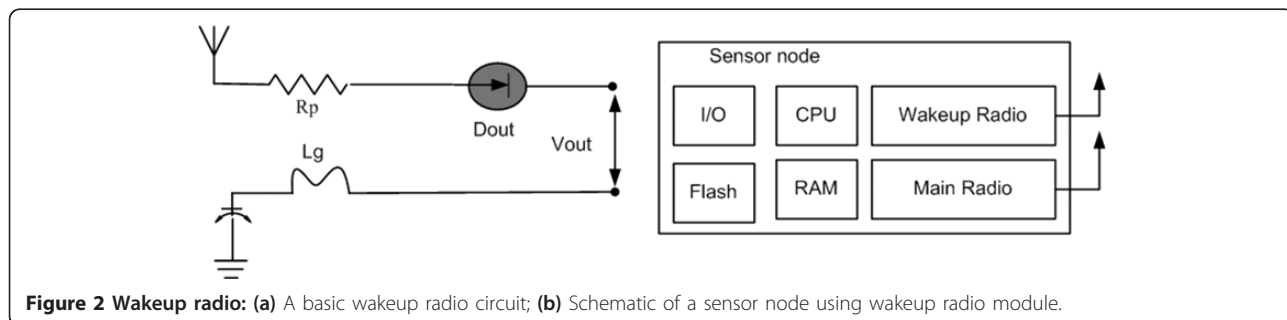 Rp
Dout
Vout
Lg
Sensor node
I/O
CPU
Wakeup Radio
Flash
RAM
Main Radio
Figure 2 Wakeup radio: (a) A basic wakeup radio circuit; (b) Schematic of a sensor node using wakeup radio module.